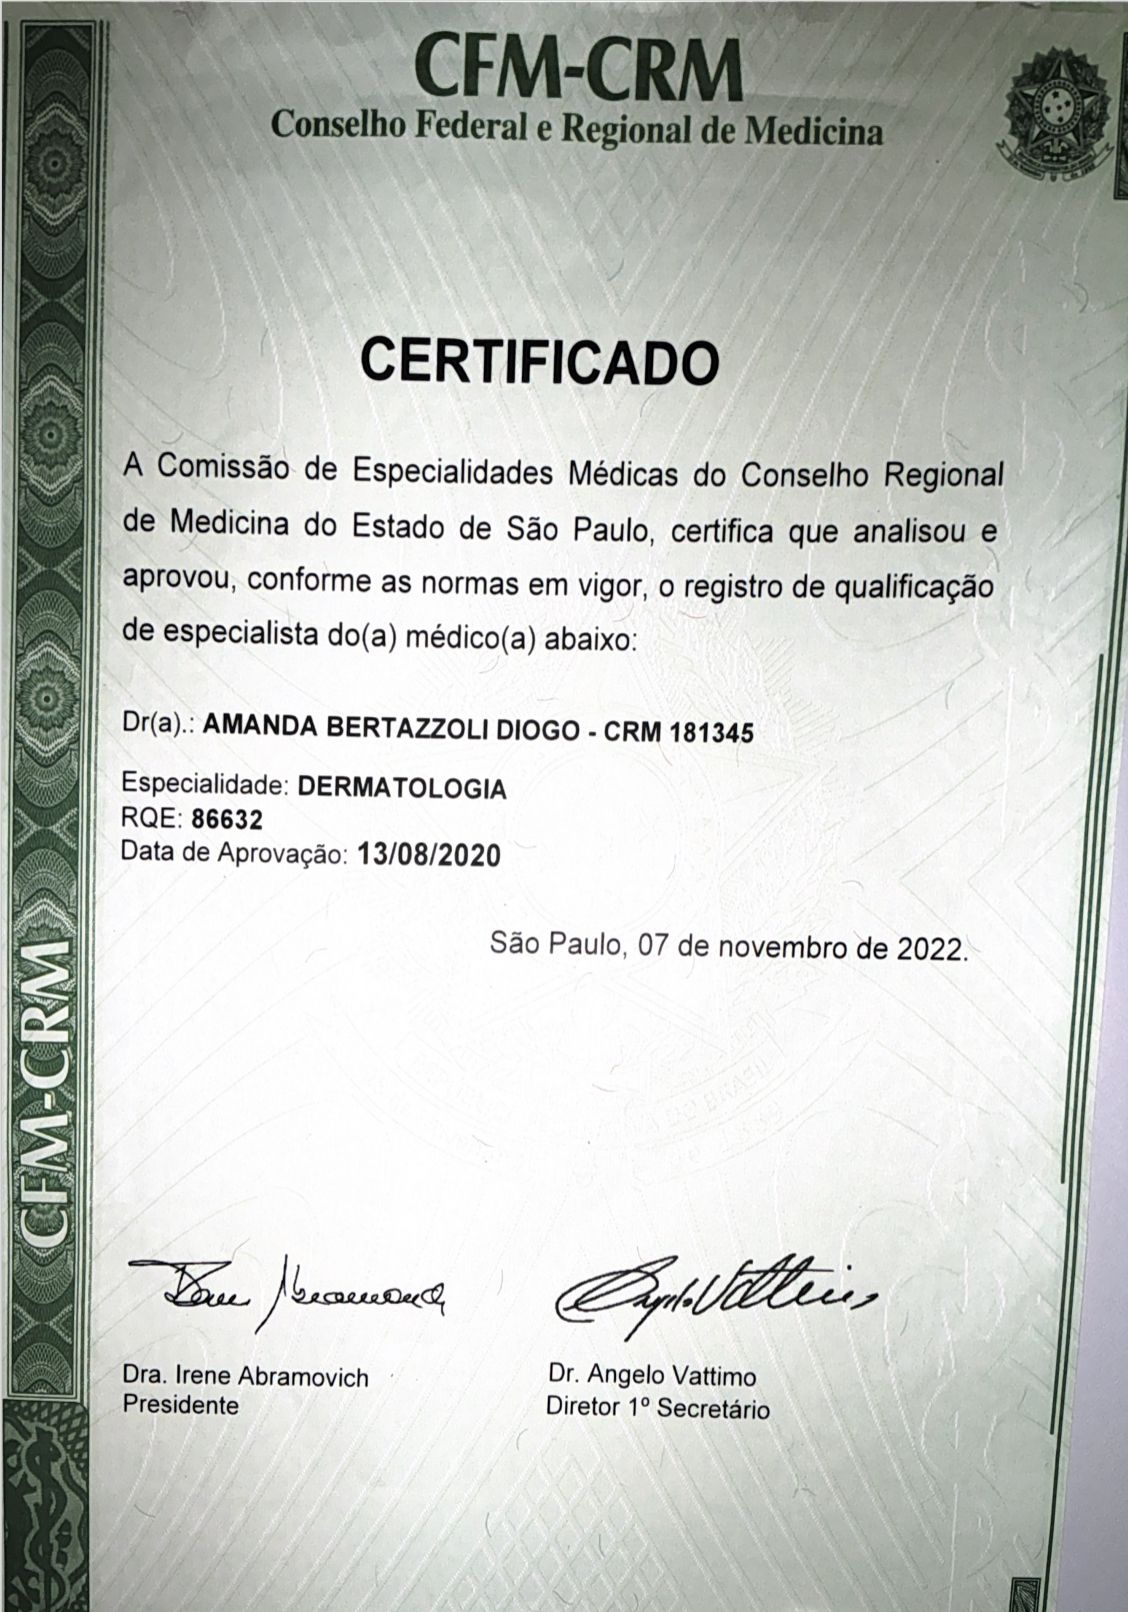 CFM-CRM
Conselho Federal e Regional de Medicina
CERTIFICADO
A Comissão de Especialidades Médicas do Conselho Regional
de Medicina do Estado de São Paulo, certifica que analisou e
aprovou, conforme as normas em vigor, o registro de qualificação
de especialista do(a) médico(a) abaixo:
Dr(a).: AMANDA BERTAZZOLI DIOGO - CRM 181345
Especialidade: DERMATOLOGIA
RQE: 86632
Data de Aprovação: 13/08/2020
São Paulo, 07 de novembro de 2022.
CFM-CRM
Angelo Vattimo
Dra. Irene Abramovich
Presidente
Dr. Angelo Vattimo
Diretor 1º Secretário